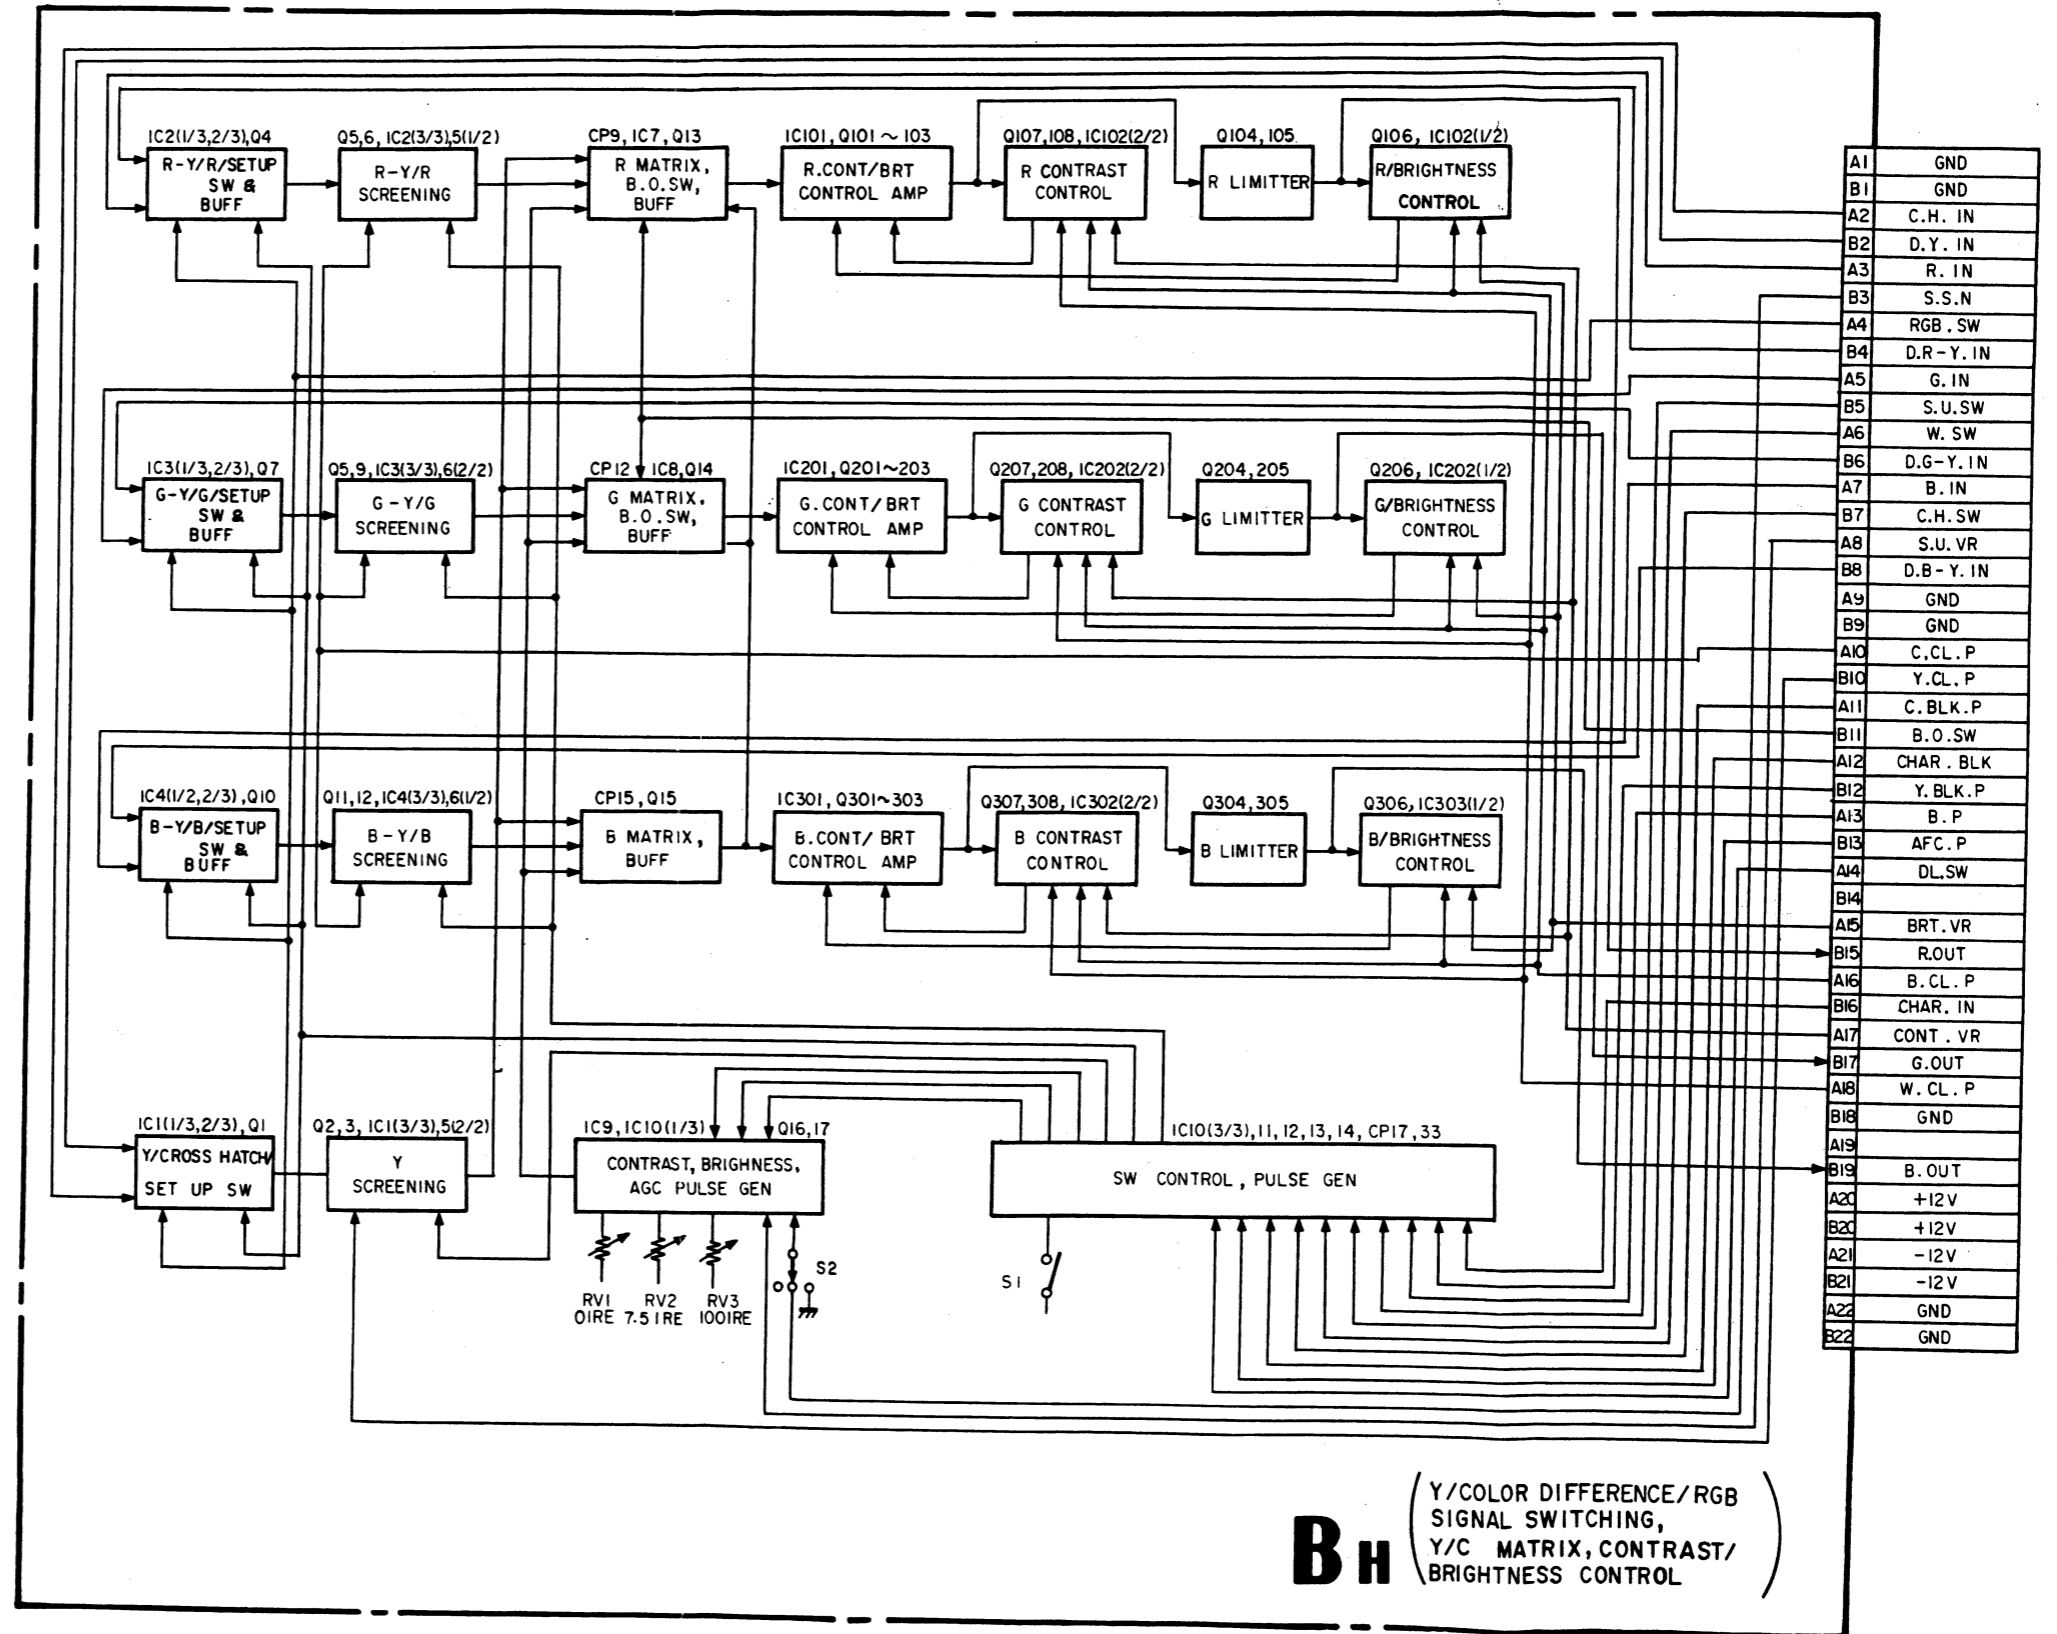 IC2(1/3,2/3),Q4
R-Y/R/SETUP
SW &
BUFF
Q5,6, IC2(3/3),5(1/2)
R-Y/R
SCREENING
CP9, IC7, Q13
R MATRIX,
B.O.SW,
BUFF
IC101, Q101~103
R.CONT/BRT
CONTROL AMP
Q107,108, IC102(2/2)
R CONTRAST
CONTROL
Q104, 105
R LIMITTER
Q106, IC102(1/2)
R/BRIGHTNESS
CONTROL
IC3(1/3,2/3), Q7
G-Y/G/SETUP
SW &
BUFF
Q5,9, IC3(3/3),6(2/2)
G-Y/G
SCREENING
CP12 IC8,Q14
G MATRIX,
B.O.SW,
BUFF
IC201, Q201~203
G.CONT/BRT
CONTROL AMP
Q207,208, IC202(2/2)
G CONTRAST
CONTROL
Q204,205
G LIMITTER
Q206, IC202(1/2)
G/BRIGHTNESS
CONTROL
IC4(1/2,2/3),Q10
B-Y/B/SETUP
SW &
BUFF
Q11,12,IC4(3/3),6(1/2)
B-Y/B
SCREENING
CP15, Q15
B MATRIX,
BUFF
IC301, Q301~303
B.CONT/BRT
CONTROL AMP
Q307,308, IC302(2/2)
B CONTRAST
CONTROL
Q304, 305
B LIMITTER
Q306, IC303(1/2)
B/BRIGHTNESS
CONTROL
IC1(1/3,2/3), Q1
Y/CROSS HATCH/
SET UP SW
Q2,3, IC1(3/3),5(2/2)
Y
SCREENING
IC9, IC10(1/3) Q16,17
CONTRAST, BRIGHNESS,
AGC PULSE GEN
RV1
0IRE
RV2
7.5IRE
RV3
100IRE
S2
IC10(3/3),11, 12, 13, 14, CP17, 33
SW CONTROL, PULSE GEN
S1
A1 GND
B1 GND
A2 C.H. IN
B2 D.Y. IN
A3 R. IN
B3 S.S.N
A4 RGB.SW
B4 D.R-Y.IN
A5 G.IN
B5 S.U.SW
A6 W.SW
B6 D.G-Y.IN
A7 B.IN
B7 C.H.SW
A8 S.U.VR
B8 D.B-Y.IN
A9 GND
B9 GND
A10 C.CL.P
B10 Y.CL.P
A11 C.BLK.P
B11 B.O.SW
A12 CHAR.BLK
B12 Y.BLK.P
A13 B.P
B13 AFC.P
A14 DL.SW
B14
A15 BRT.VR
B15 R.OUT
A16 B.CL.P
B16 CHAR.IN
A17 CONT.VR
B17 G.OUT
A18 W.CL.P
B18 GND
A19
B19 B.OUT
A20 +12V
B20 +12V
A21 -12V
B21 -12V
A22 GND
B22 GND
BH
Y/COLOR DIFFERENCE/RGB
SIGNAL SWITCHING,
Y/C MATRIX, CONTRAST/
BRIGHTNESS CONTROL